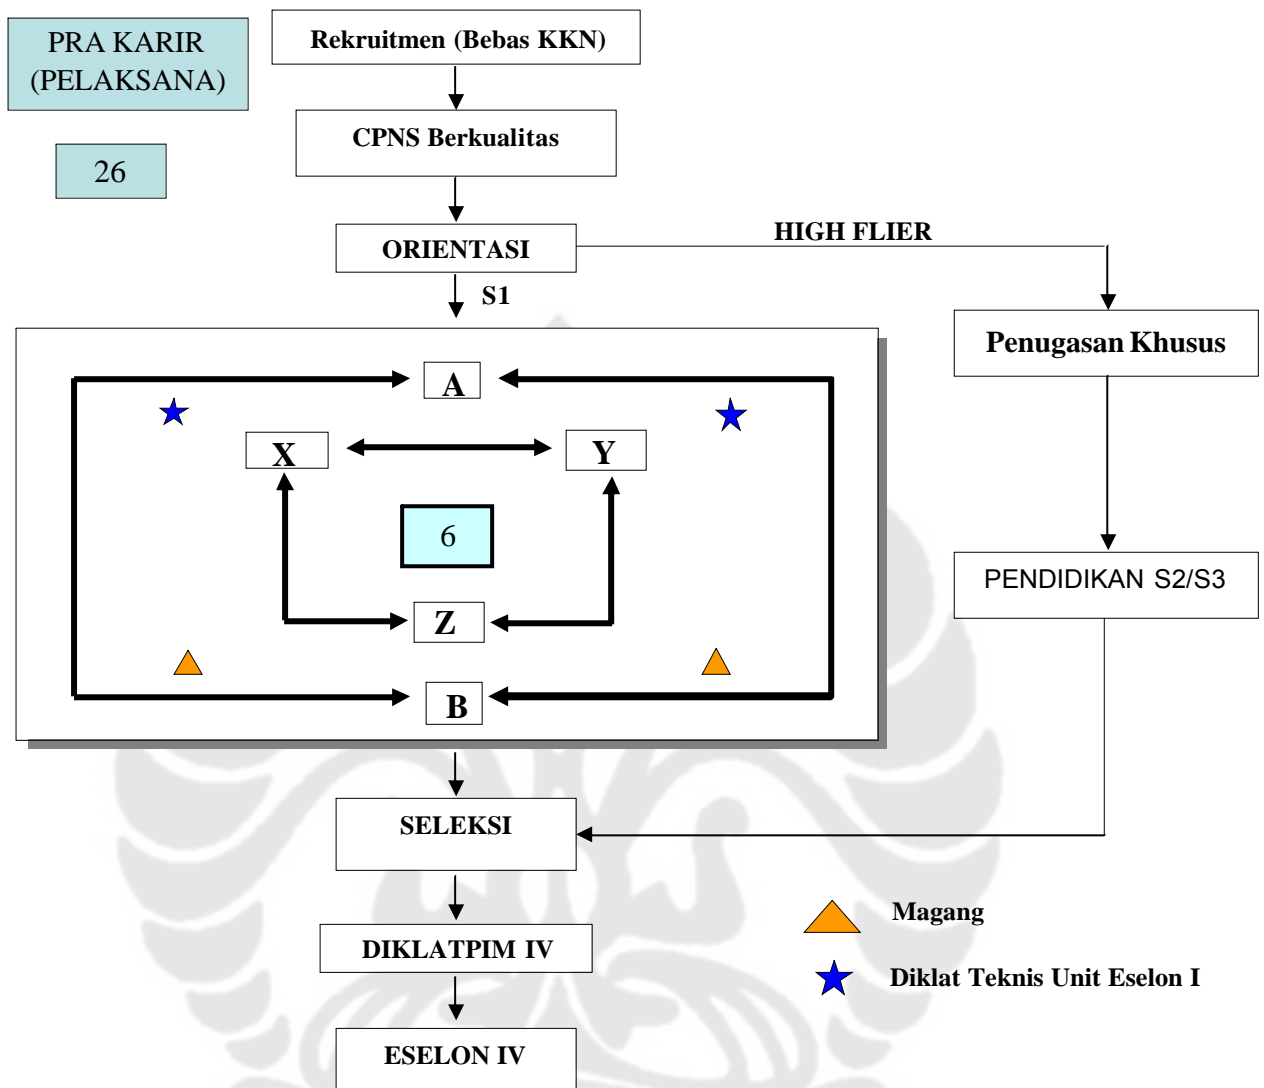 PRA KARIR
(PELAKSANA)
Rekruitmen (Bebas KKN)
CPNS Berkualitas
26
ORIENTASI
HIGH FLIER
S1
Penugasan Khusus
A
X
Y
6
PENDIDIKAN S2/S3
Z
B
SELEKSI
Magang
DIKLATPIM IV
Diklat Teknis Unit Eselon I
ESELON IV